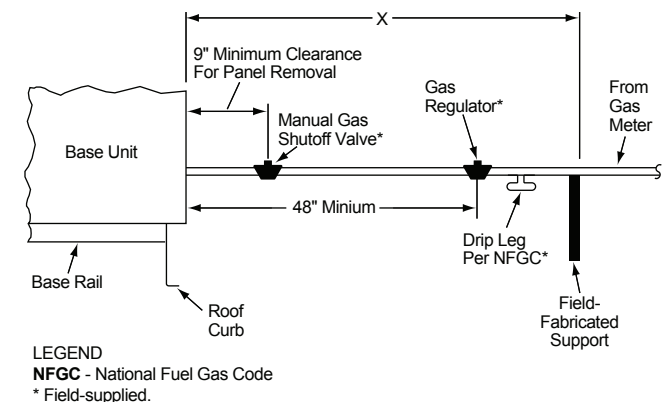 X
9" Minimum Clearance
For Panel Removal
Gas
Regulator*
From
Gas
Meter
Manual Gas
Shutoff Valve*
Base Unit
48" Minium
Drip Leg
Per NFGC*
Base Rail
Roof
Curb
Field-
Fabricated
Support
LEGEND
NFGC - National Fuel Gas Code
* Field-supplied.